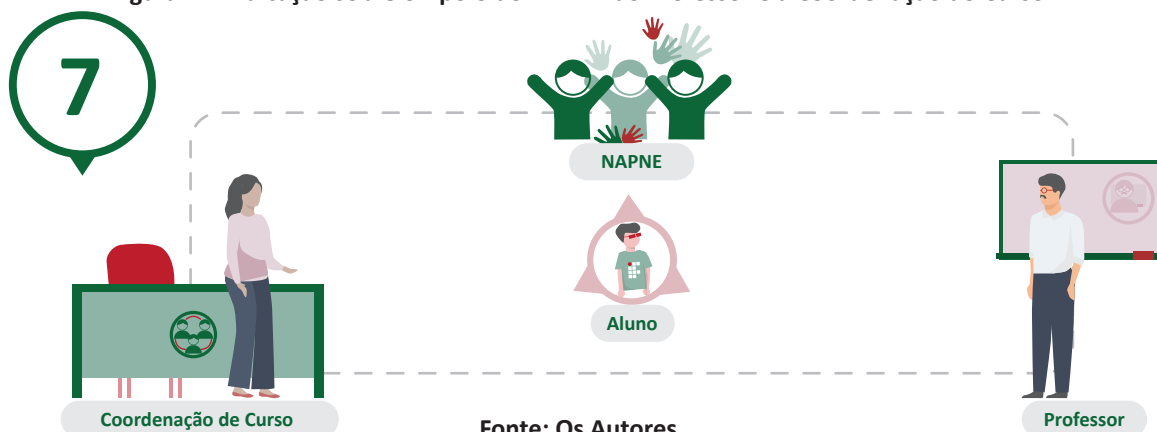 7
NAPNE
Aluno
Coordenação de Curso
Professor
Fonte: Os Autores